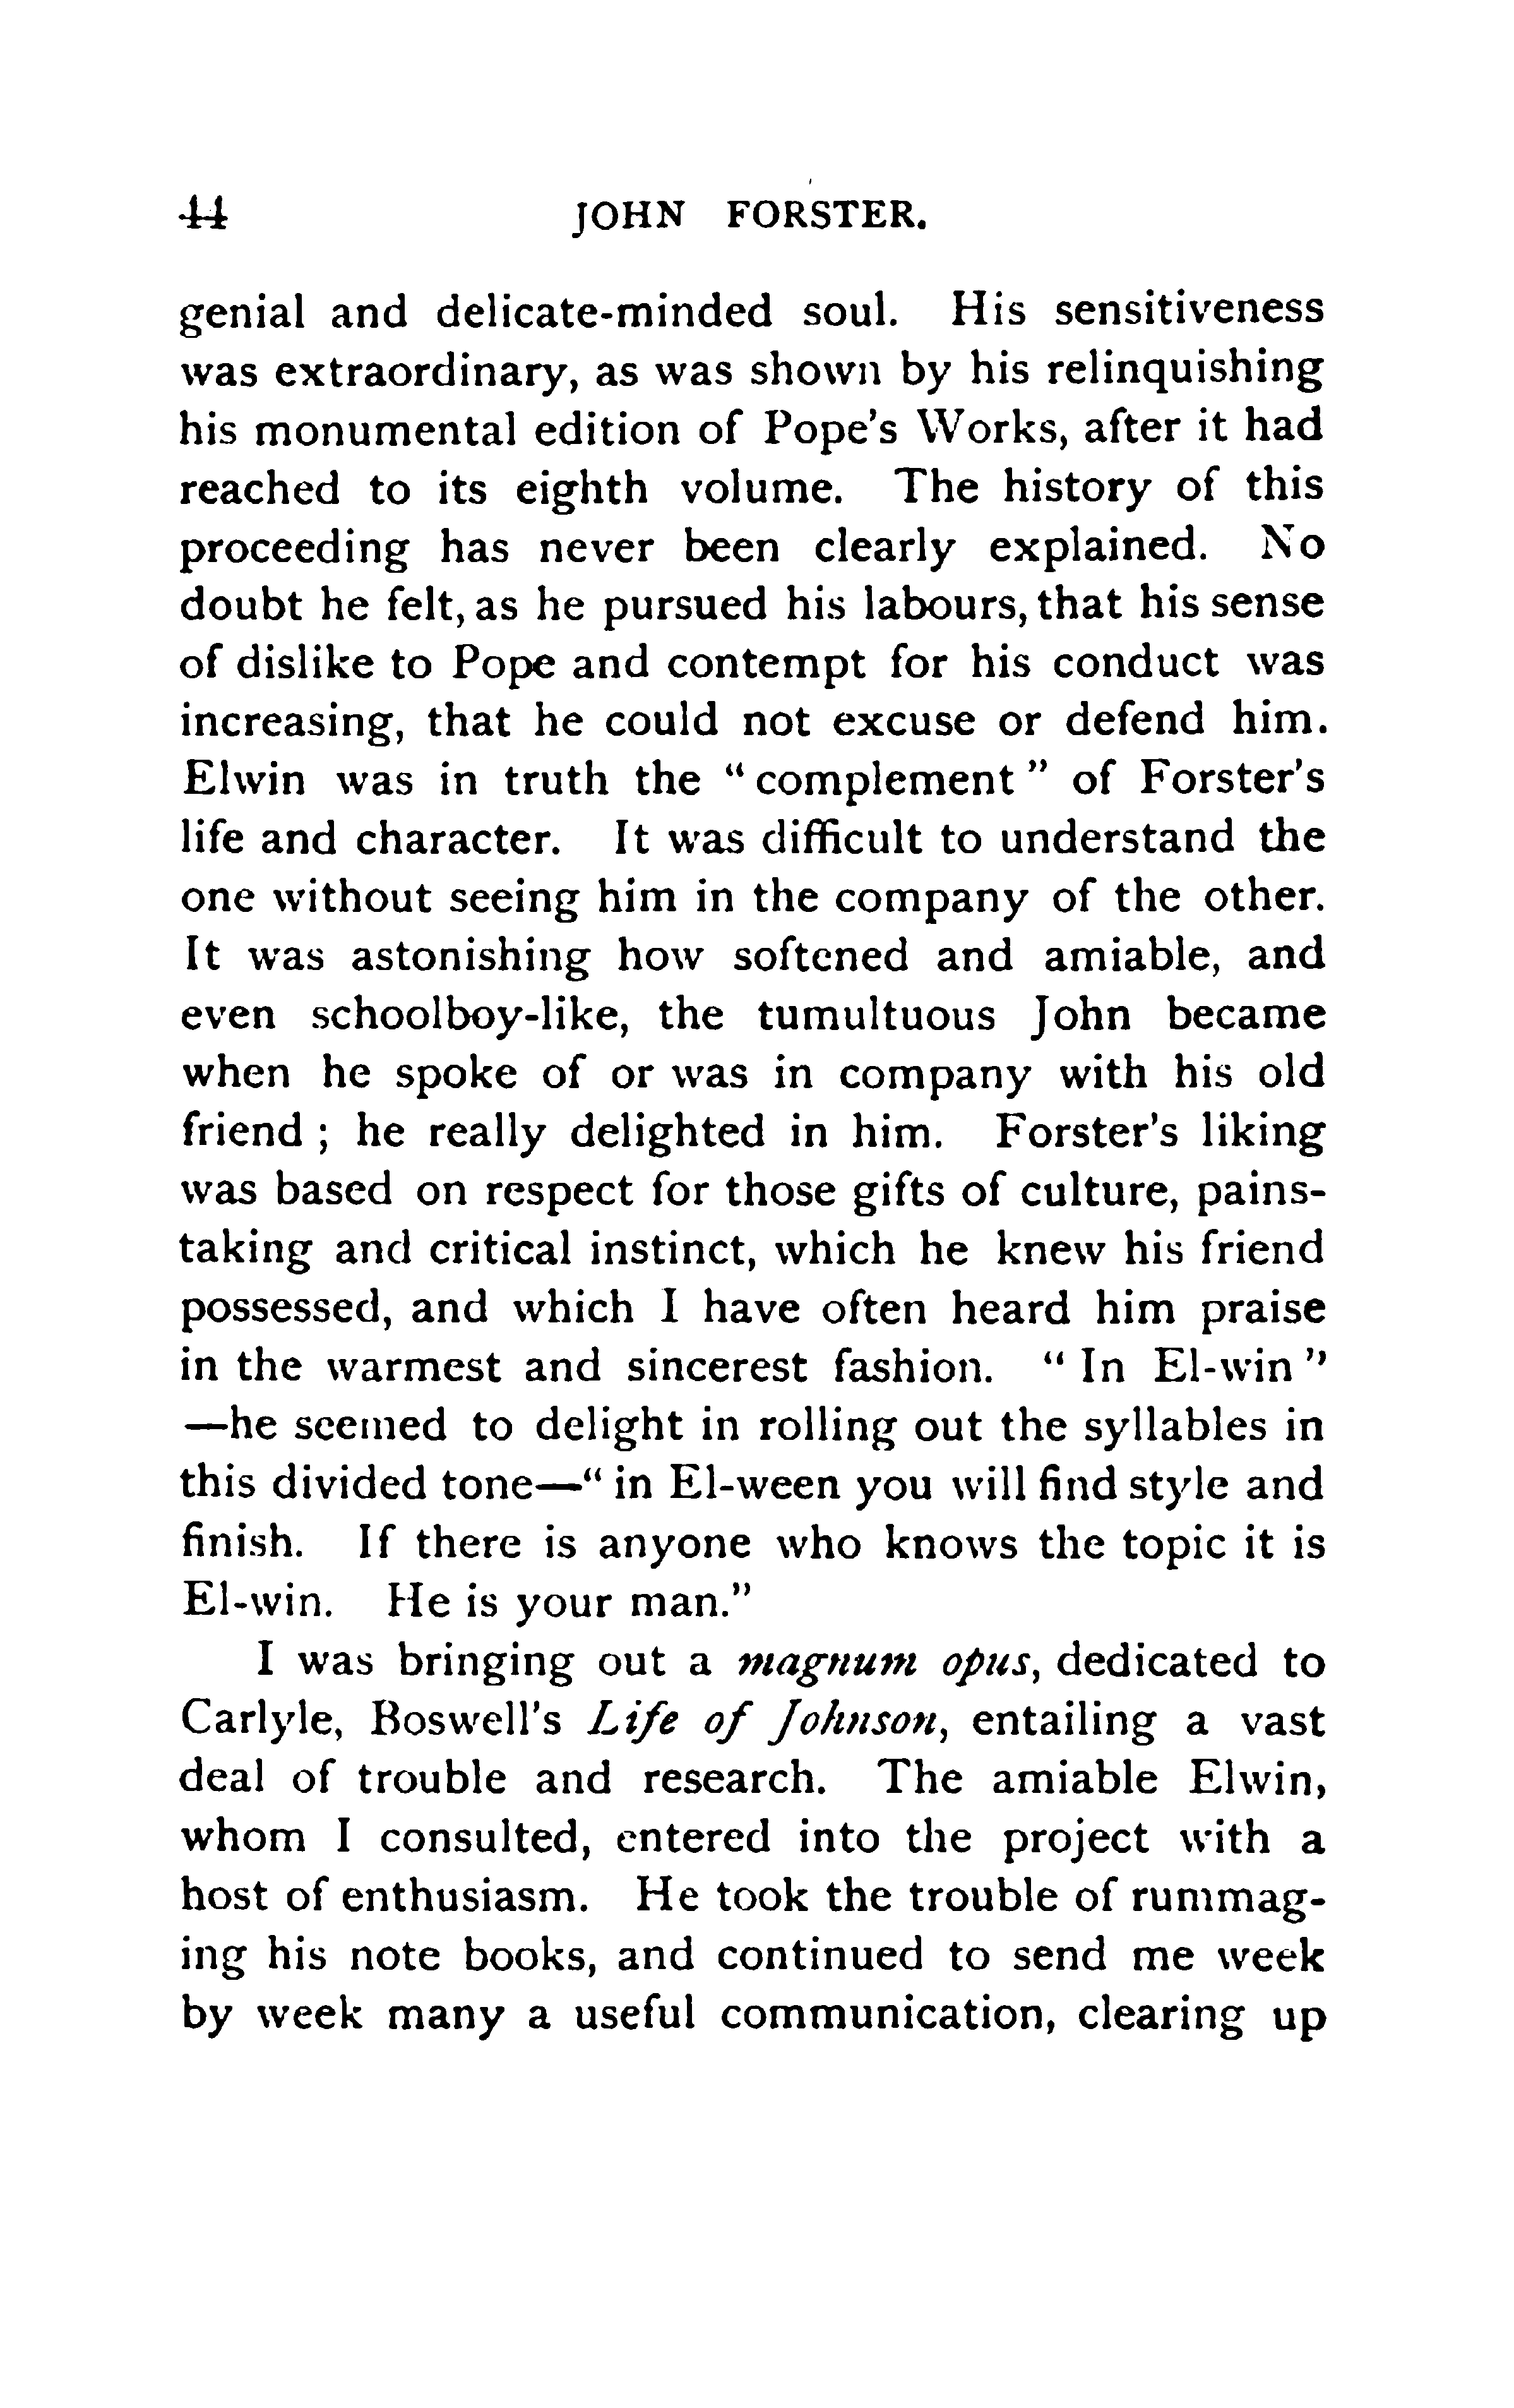 44 JOHN FORSTER.
genial and delicate-minded soul. His sensitiveness
was extraordinary, as was shown by his relinquishing
his monumental edition of Pope's Works, after it had
reached to its eighth volume. The history of this
proceeding has never been clearly explained. No
doubt he felt, as he pursued his labours, that his sense
of dislike to Pope and contempt for his conduct was
increasing, that he could not excuse or defend him.
Elwin was in truth the “complement” of Forster's
life and character. It was difficult to understand the
one without seeing him in the company of the other.
It was astonishing how softened and amiable, and
even schoolboy-like, the tumultuous John became
when he spoke of or was in company with his old
friend ; he really delighted in him. Forster's liking
was based on respect for those gifts of culture, pains-
taking and critical instinct, which he knew his friend
possessed, and which I have often heard him praise
in the warmest and sincerest fashion. “In El-win”
—he seemed to delight in rolling out the syllables in
this divided tone—“in El-ween you will find style and
finish. If there is anyone who knows the topic it is
El-win. He is your man.”
I was bringing out a magnum opus, dedicated to
Carlyle, Boswell's Life of Johnson, entailing a vast
deal of trouble and research. The amiable Elwin,
whom I consulted, entered into the project with a
host of enthusiasm. He took the trouble of rummag-
ing his note books, and continued to send me week
by week many a useful communication, clearing up